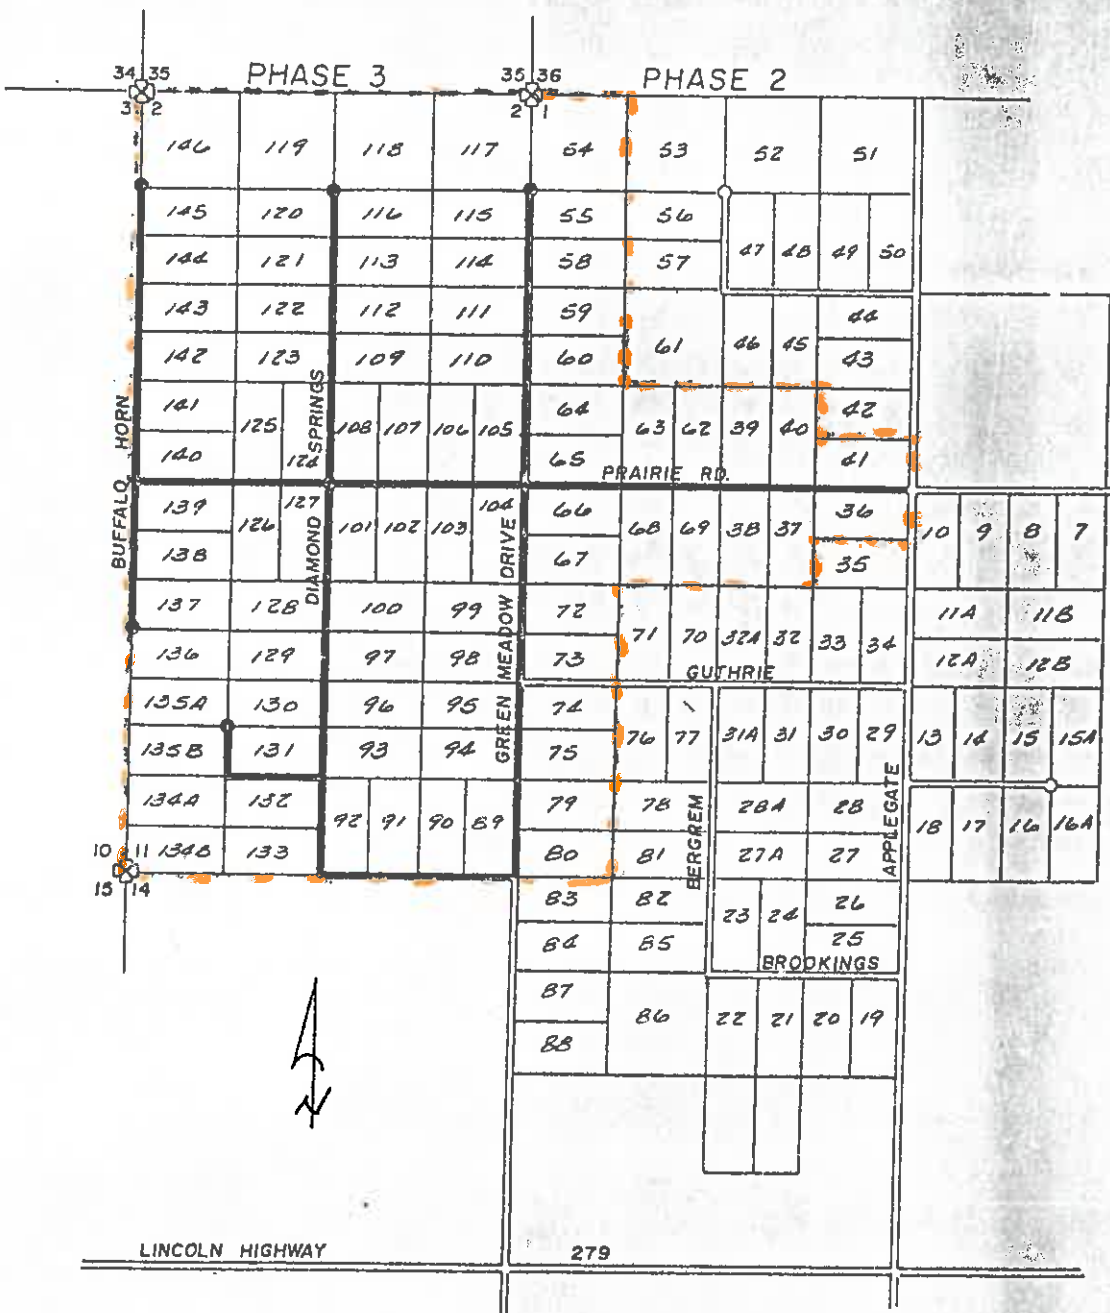 PHASE 3 PHASE 2
34 35 35 36
3 2 2 1
146 119 118 117 54 53 52 51
145 120 116 115 55 56
47 48 49 50
144 121 113 114 58 57
143 122 112 111 59 44
142 123 109 110 60 61 46 45 43
141 125 124 108 107 106 105 64 63 62 39 40 42
140 65 41
PRAIRIE RD.
BUFFALO HORN
DIAMOND SPRINGS
GREEN MEADOW DRIVE
139 126 127 101 102 103 104 66 68 69 38 37 36 10 9 8 7
138 67 35
137 128 100 99 72 71 70 32A 32 33 34 11A 11B
136 129 97 98 73 12A 12B
GUTHRIE
135A 130 96 95 74 76 77 31A 31 30 29 13 14 15 15A
135B 131 93 94 75
134A 132 92 91 90 89 79 78 28A 28 18 17 16 16A
BERGREM
APPLEGATE
10 11 134B 133 80 81 27A 27
15 14
83 82 23 24 26
84 85 25
BROOKINGS
87 86 22 21 20 19
88
LINCOLN HIGHWAY 279